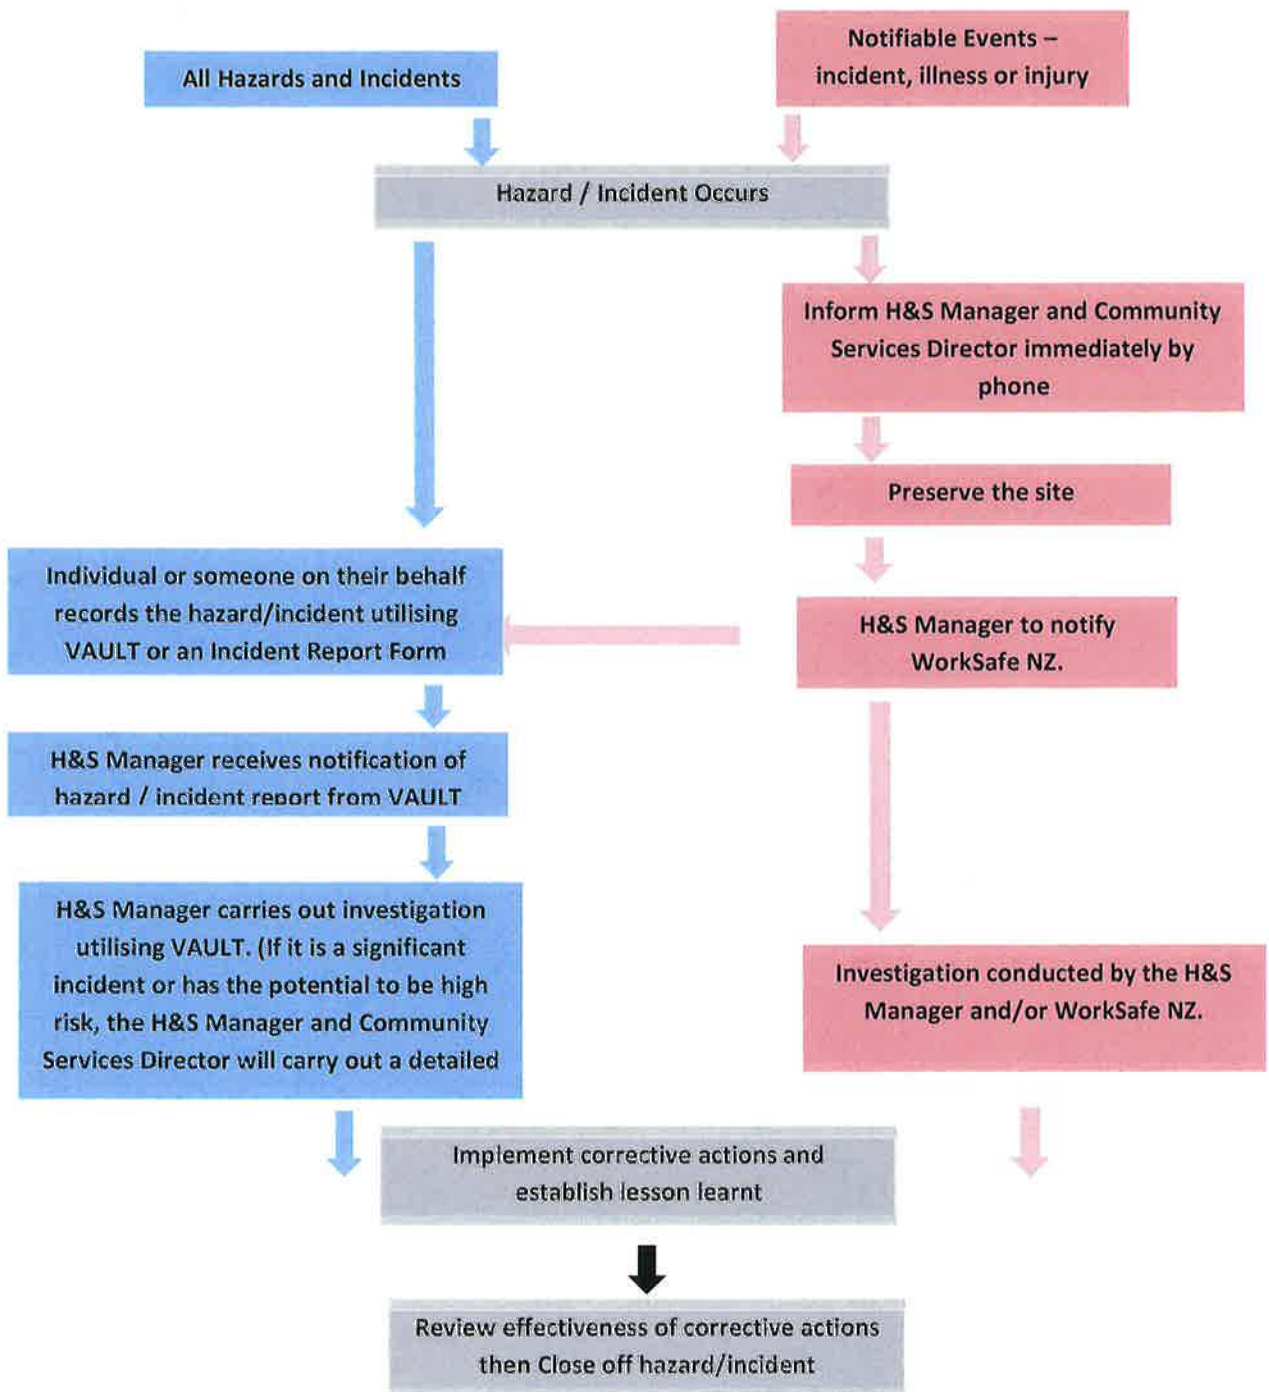 All Hazards and Incidents
Notifiable Events –
incident, illness or injury
Hazard / Incident Occurs
Inform H&S Manager and Community
Services Director immediately by
phone
Preserve the site
Individual or someone on their behalf
records the hazard/incident utilising
VAULT or an Incident Report Form
H&S Manager to notify
WorkSafe NZ.
H&S Manager receives notification of
hazard / incident report from VAULT
H&S Manager carries out investigation
utilising VAULT. (If it is a significant
incident or has the potential to be high
risk, the H&S Manager and Community
Services Director will carry out a detailed
Investigation conducted by the H&S
Manager and/or WorkSafe NZ.
Implement corrective actions and
establish lesson learnt
Review effectiveness of corrective actions
then Close off hazard/incident